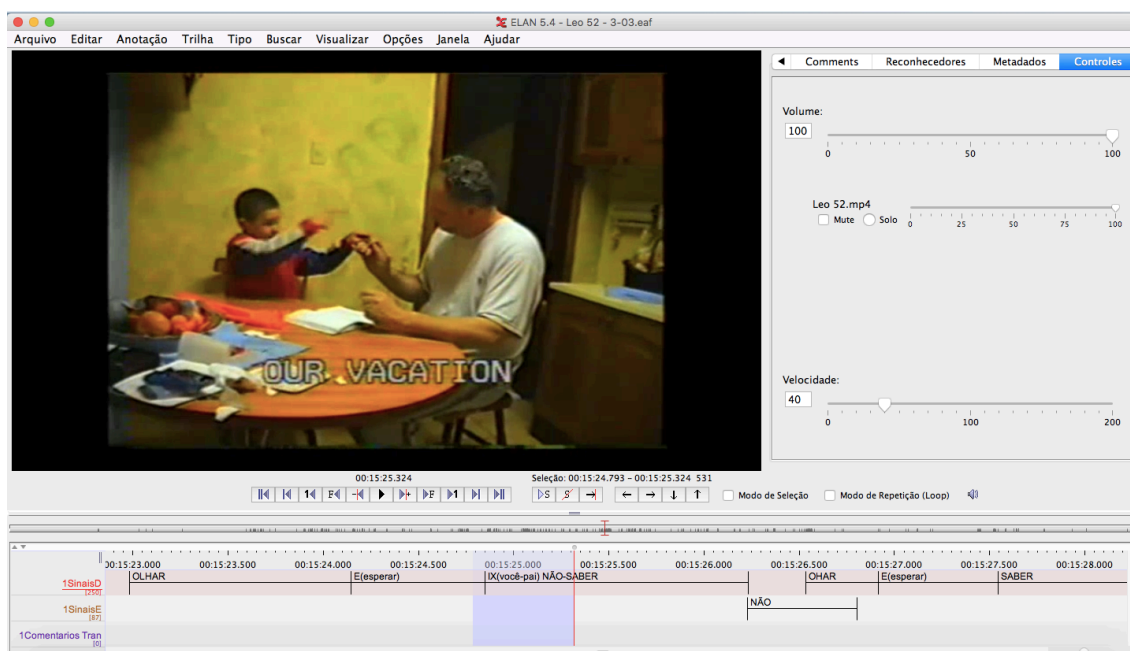 ELAN 5.4 - Leo 52 - 3-03.eaf
Arquivo Editar Anotação Trilha Tipo Buscar Visualizar Opções Janela Ajudar
Comments Reconhecedores Metadados Controles
Volume:
100
0 50 100
Leo 52.mp4
Mute Solo 0 25 50 75 100
OUR VACATION
Velocidade:
40
0 100 200
00:15:25.324 Seleção: 00:15:24.793 - 00:15:25.324 531
1 F F 1 S S Modo de Seleção Modo de Repetição (Loop)
00:15:23.000 00:15:23.500 00:15:24.000 00:15:24.500 00:15:25.000 00:15:25.500 00:15:26.000 00:15:26.500 00:15:27.000 00:15:27.500 00:15:28.000
1SinaisD OLHAR E(esperar) IX(você-pai) NÃO-SABER OHAR E(esperar) SABER
[250]
1SinaisE NÃO
[87]
1Comentarios Tran
[0]